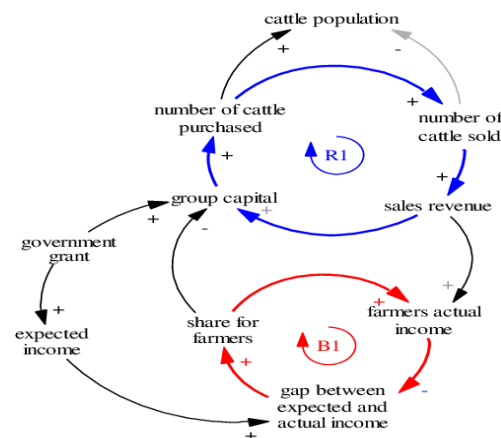 cattle population
+
-
number of cattle
purchased
+
number of
cattle sold
R1
+
+
group capital
+
sales revenue
+
-
government
grant
+
+
farmers actual
income
share for
farmers
+
expected
income
B1
+
-
gap between
expected and
actual income
+